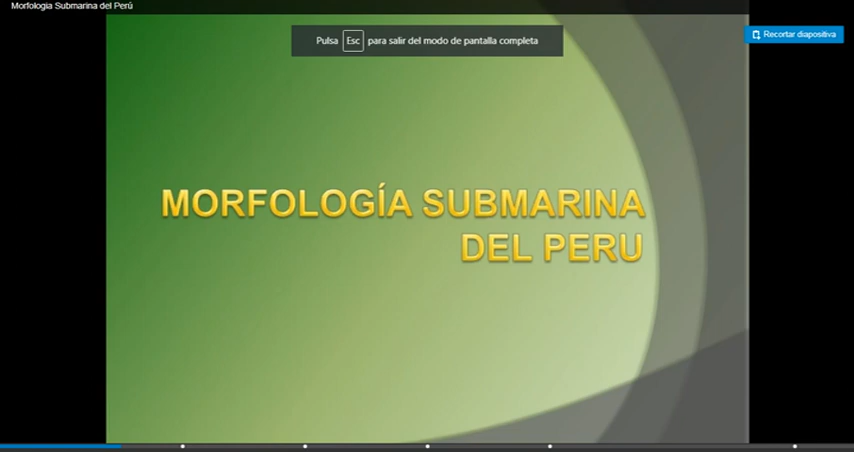 Morfologia Submarina del Perú
Pulsa Esc para salir del modo de pantalla completa
Recortar diapositiva
MORFOLOGÍA SUBMARINA
DEL PERU